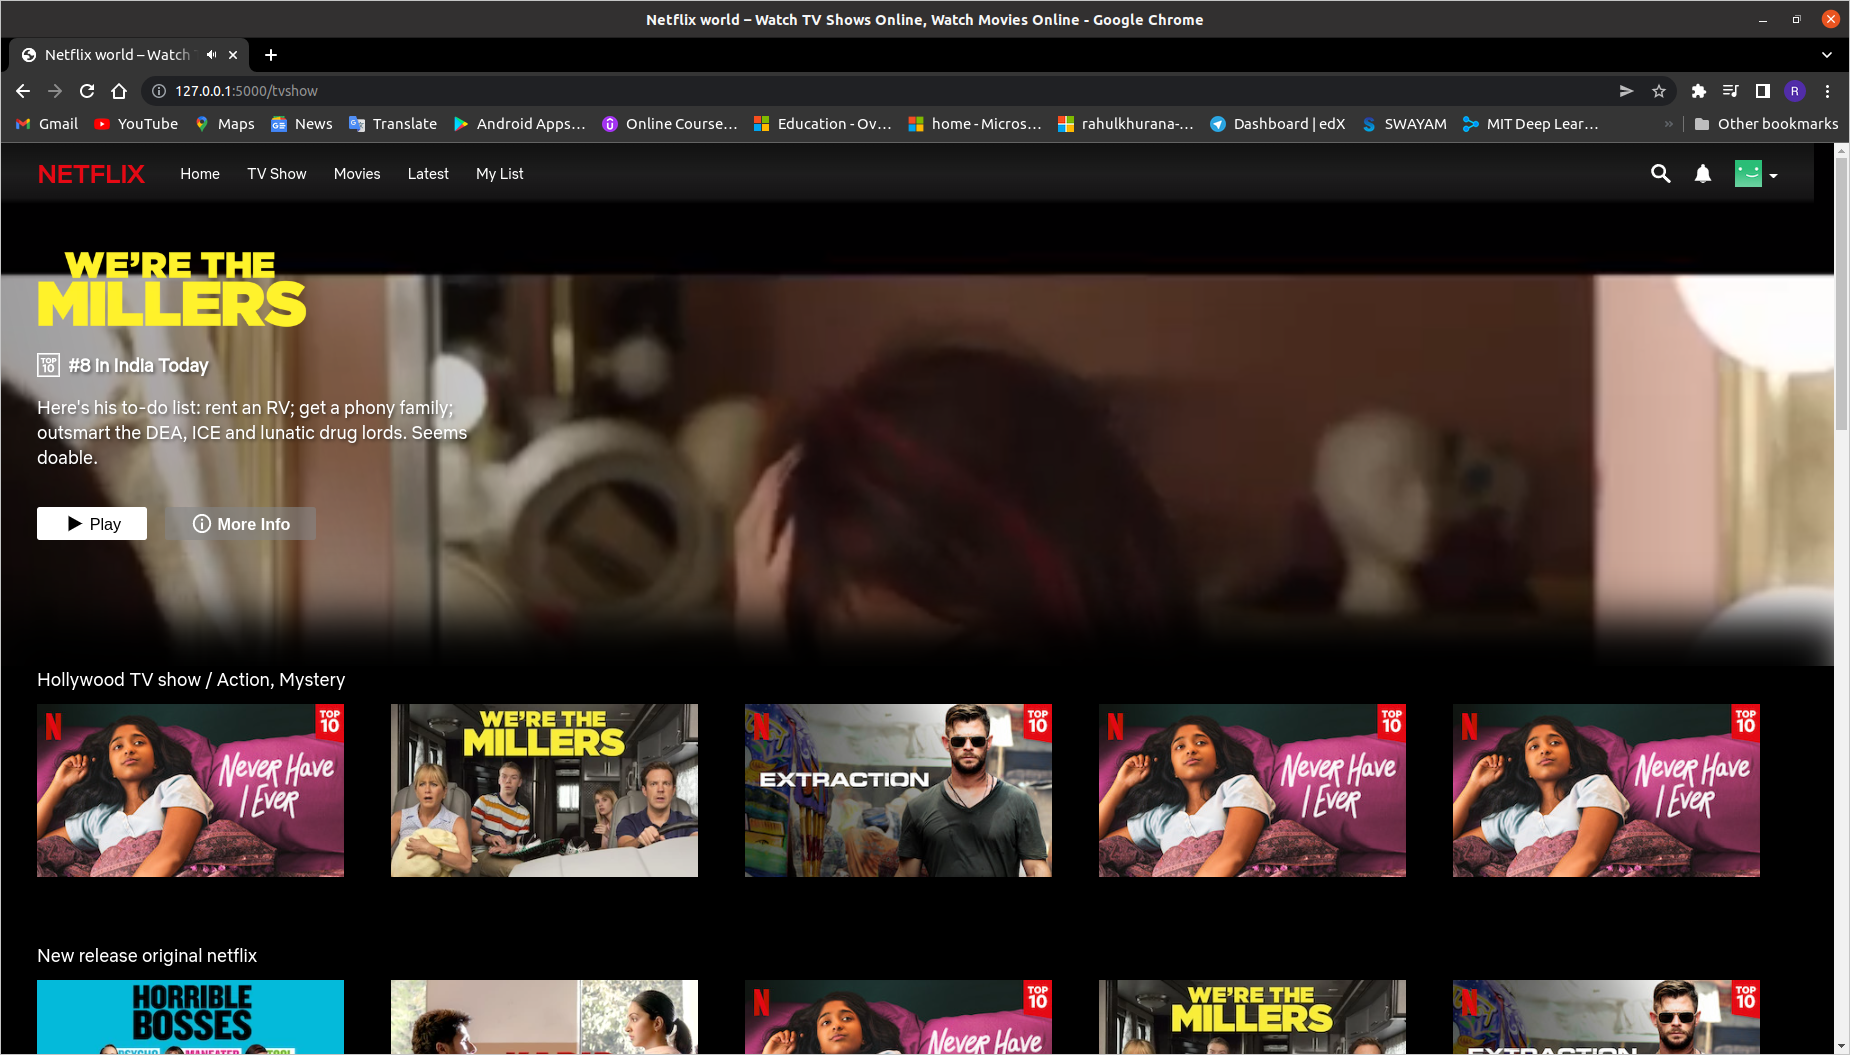 Netflix world – Watch TV Shows Online, Watch Movies Online - Google Chrome
Netflix world – Watch
127.0.0.1:5000/tvshow
Gmail YouTube Maps News Translate Android Apps… Online Course… Education - Ov… home - Micros… rahulkhurana-… Dashboard | edX SWAYAM MIT Deep Lear… » Other bookmarks
R
NETFLIX Home TV Show Movies Latest My List
WE'RE THE
MILLERS
TOP 10 #8 in India Today
Here's his to-do list: rent an RV; get a phony family;
outsmart the DEA, ICE and lunatic drug lords. Seems
doable.
Play More Info
Hollywood TV show / Action, Mystery
N TOP 10 NEVER HAVE I EVER
WE'RE THE MILLERS
N TOP 10 EXTRACTION
N TOP 10 NEVER HAVE I EVER
N TOP 10 NEVER HAVE I EVER
New release original netflix
HORRIBLE BOSSES
PSYCHO MANEATER TOOL
N TOP 10 NEVER HAVE
WE'RE THE MILLERS
N TOP 10 EXTRACTION